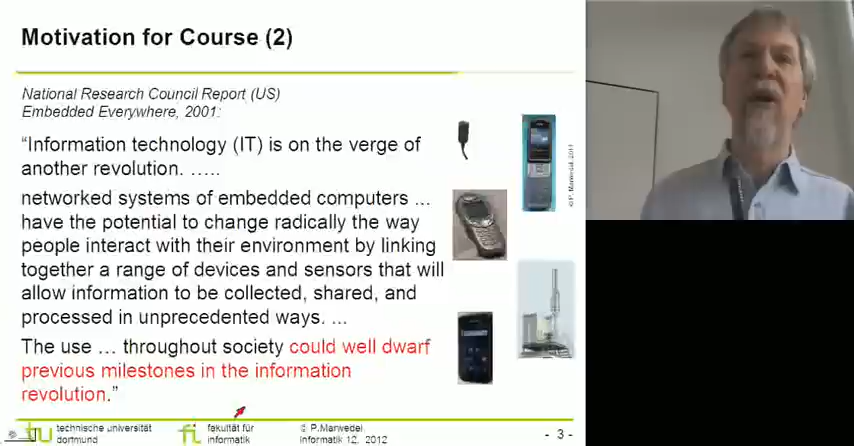 Motivation for Course (2)
National Research Council Report (US)
Embedded Everywhere, 2001:
“Information technology (IT) is on the verge of
another revolution. …..
networked systems of embedded computers ...
have the potential to change radically the way
people interact with their environment by linking
together a range of devices and sensors that will
allow information to be collected, shared, and
processed in unprecedented ways. ...
The use … throughout society could well dwarf
previous milestones in the information
revolution.”
© P. Marwedel, 2011
technische universität
dortmund
fakultät für
informatik
© P.Marwedel
Informatik 12, 2012
- 3 -